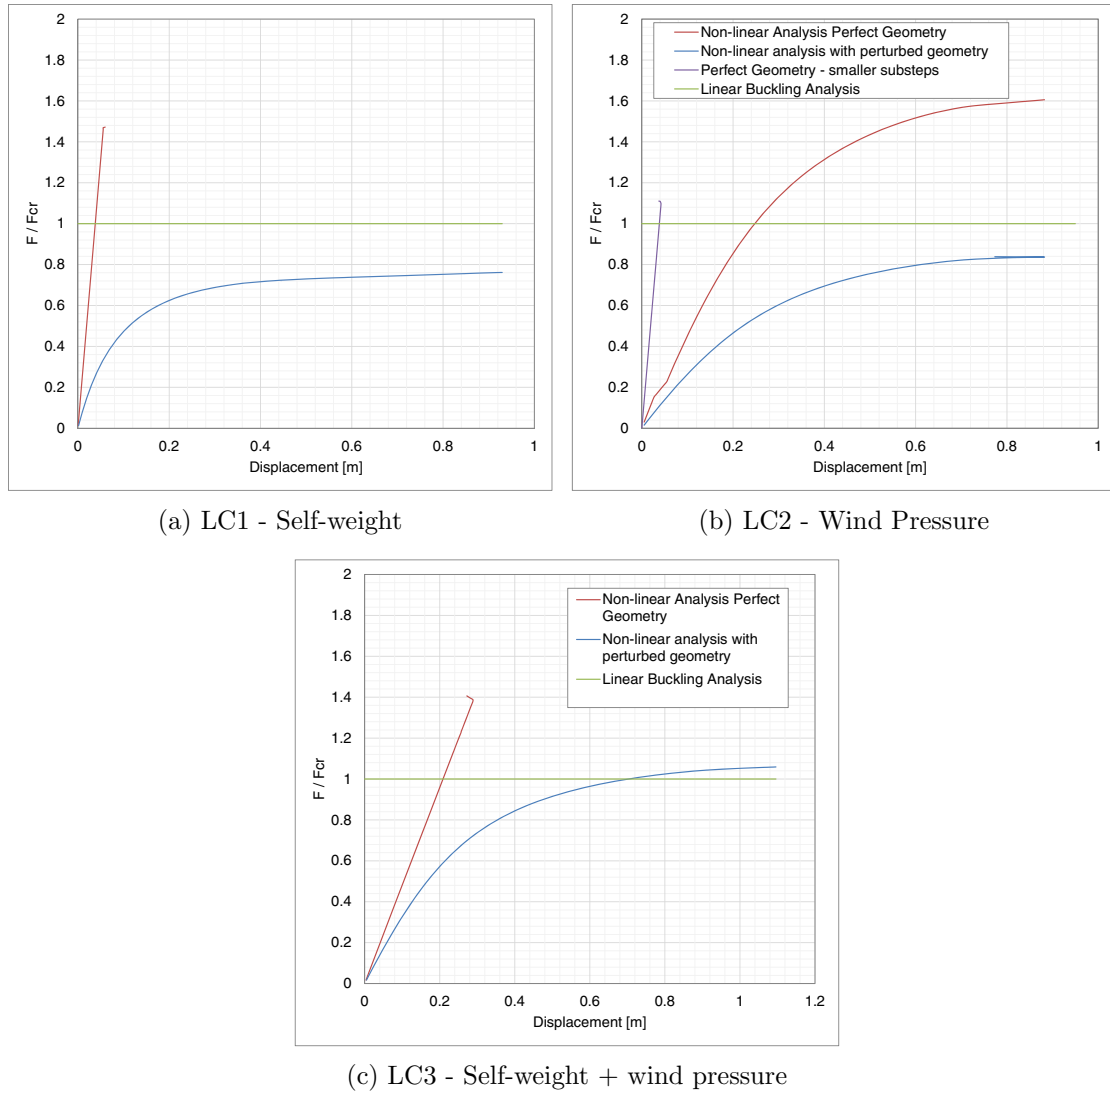 2
1.8
1.6
1.4
1.2
1
0.8
0.6
0.4
0.2
0
F / Fcr
0 0.2 0.4 0.6 0.8 1
Displacement [m]
(a) LC1 - Self-weight
2
1.8
1.6
1.4
1.2
1
0.8
0.6
0.4
0.2
0
F / Fcr
Non-linear Analysis Perfect Geometry
Non-linear analysis with perturbed geometry
Perfect Geometry - smaller substeps
Linear Buckling Analysis
0 0.2 0.4 0.6 0.8 1
Displacement [m]
(b) LC2 - Wind Pressure
2
1.8
1.6
1.4
1.2
1
0.8
0.6
0.4
0.2
0
F / Fcr
Non-linear Analysis Perfect
Geometry
Non-linear analysis with
perturbed geometry
Linear Buckling Analysis
0 0.2 0.4 0.6 0.8 1 1.2
Displacement [m]
(c) LC3 - Self-weight + wind pressure